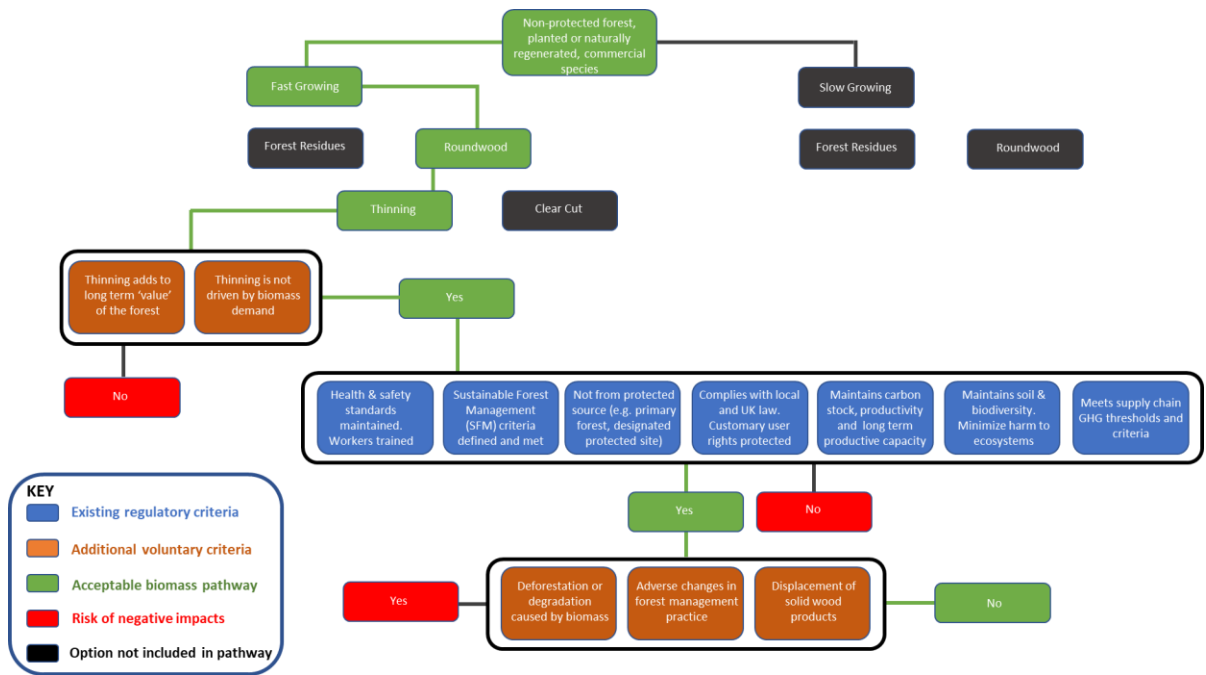 Non-protected forest,
planted or naturally
regenerated, commercial
species
Fast Growing
Slow Growing
Forest Residues
Roundwood
Forest Residues
Roundwood
Thinning
Clear Cut
Thinning adds to
long term ‘value’
of the forest
Thinning is not
driven by biomass
demand
Yes
No
Health & safety
standards
maintained.
Workers trained
Sustainable Forest
Management
(SFM) criteria
defined and met
Not from protected
source (e.g. primary
forest, designated
protected site)
Complies with local
and UK law.
Customary user
rights protected
Maintains carbon
stock, productivity
and long term
productive capacity
Maintains soil &
biodiversity.
Minimize harm to
ecosystems
Meets supply chain
GHG thresholds and
criteria
Yes
No
Yes
Deforestation or
degradation
caused by biomass
Adverse changes in
forest management
practice
Displacement of
solid wood
products
No
KEY
Existing regulatory criteria
Additional voluntary criteria
Acceptable biomass pathway
Risk of negative impacts
Option not included in pathway